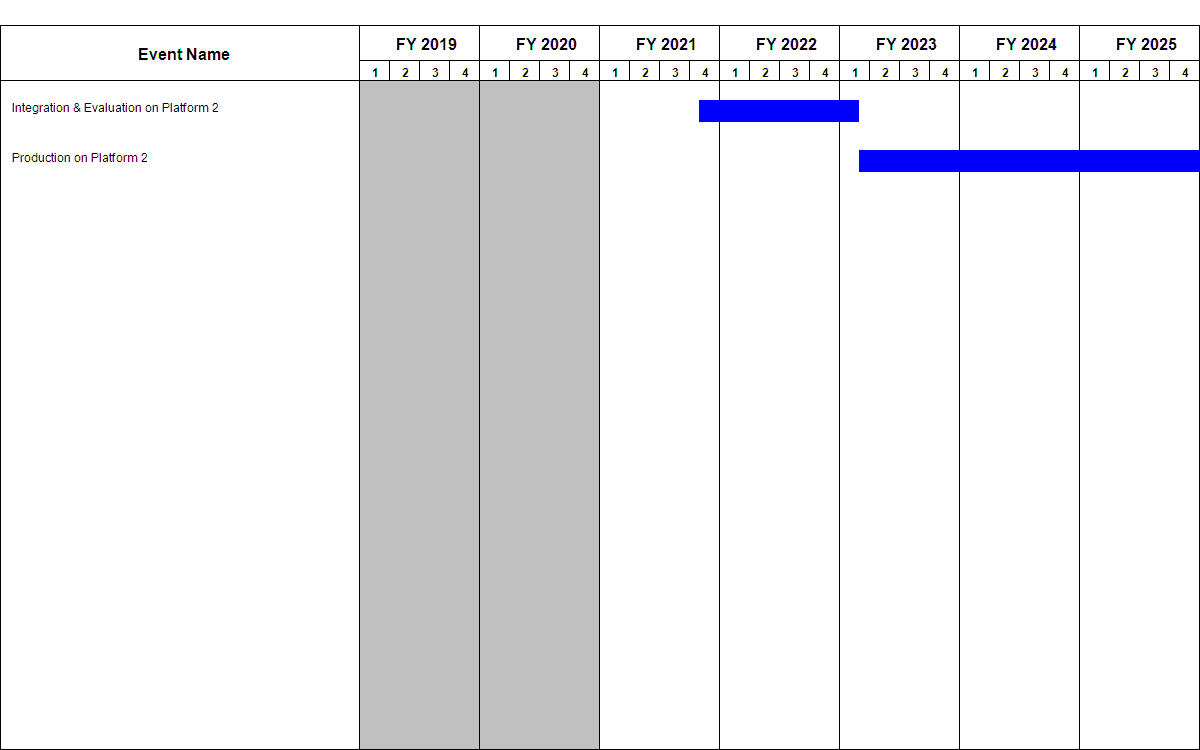 Event Name FY 2019 FY 2020 FY 2021 FY 2022 FY 2023 FY 2024 FY 2025
1 2 3 4 1 2 3 4 1 2 3 4 1 2 3 4 1 2 3 4 1 2 3 4 1 2 3 4
Integration & Evaluation on Platform 2
Production on Platform 2